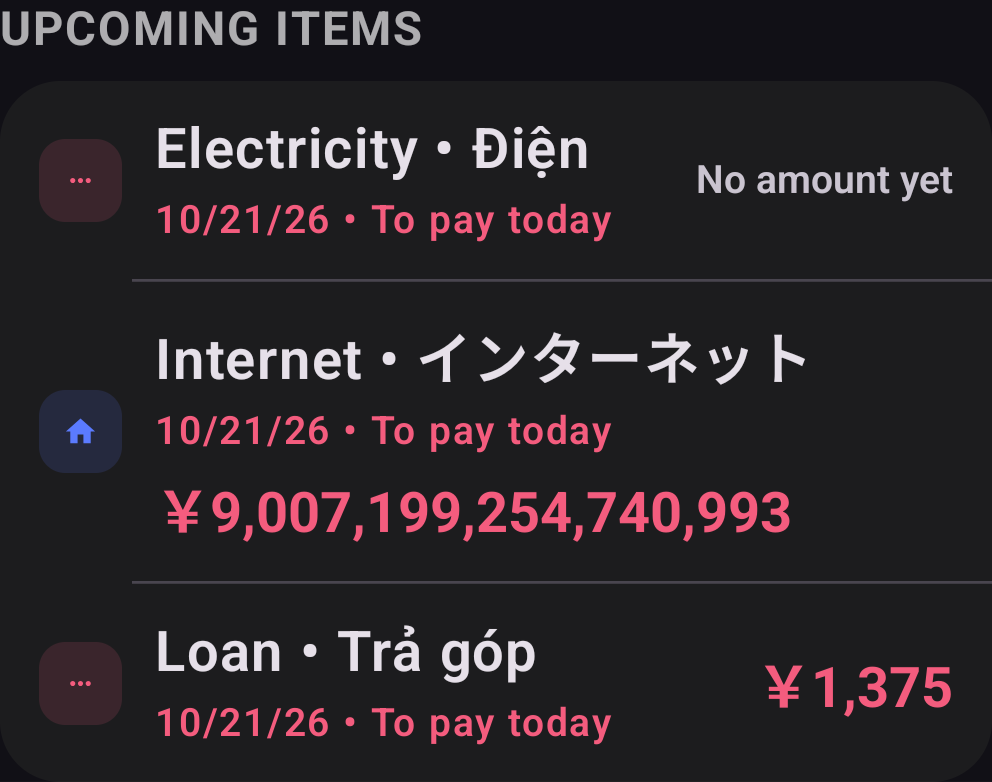 UPCOMING ITEMS
Electricity • Điện
10/21/26 • To pay today
No amount yet
Internet • インターネット
10/21/26 • To pay today
¥9,007,199,254,740,993
Loan • Trả góp
10/21/26 • To pay today
¥1,375